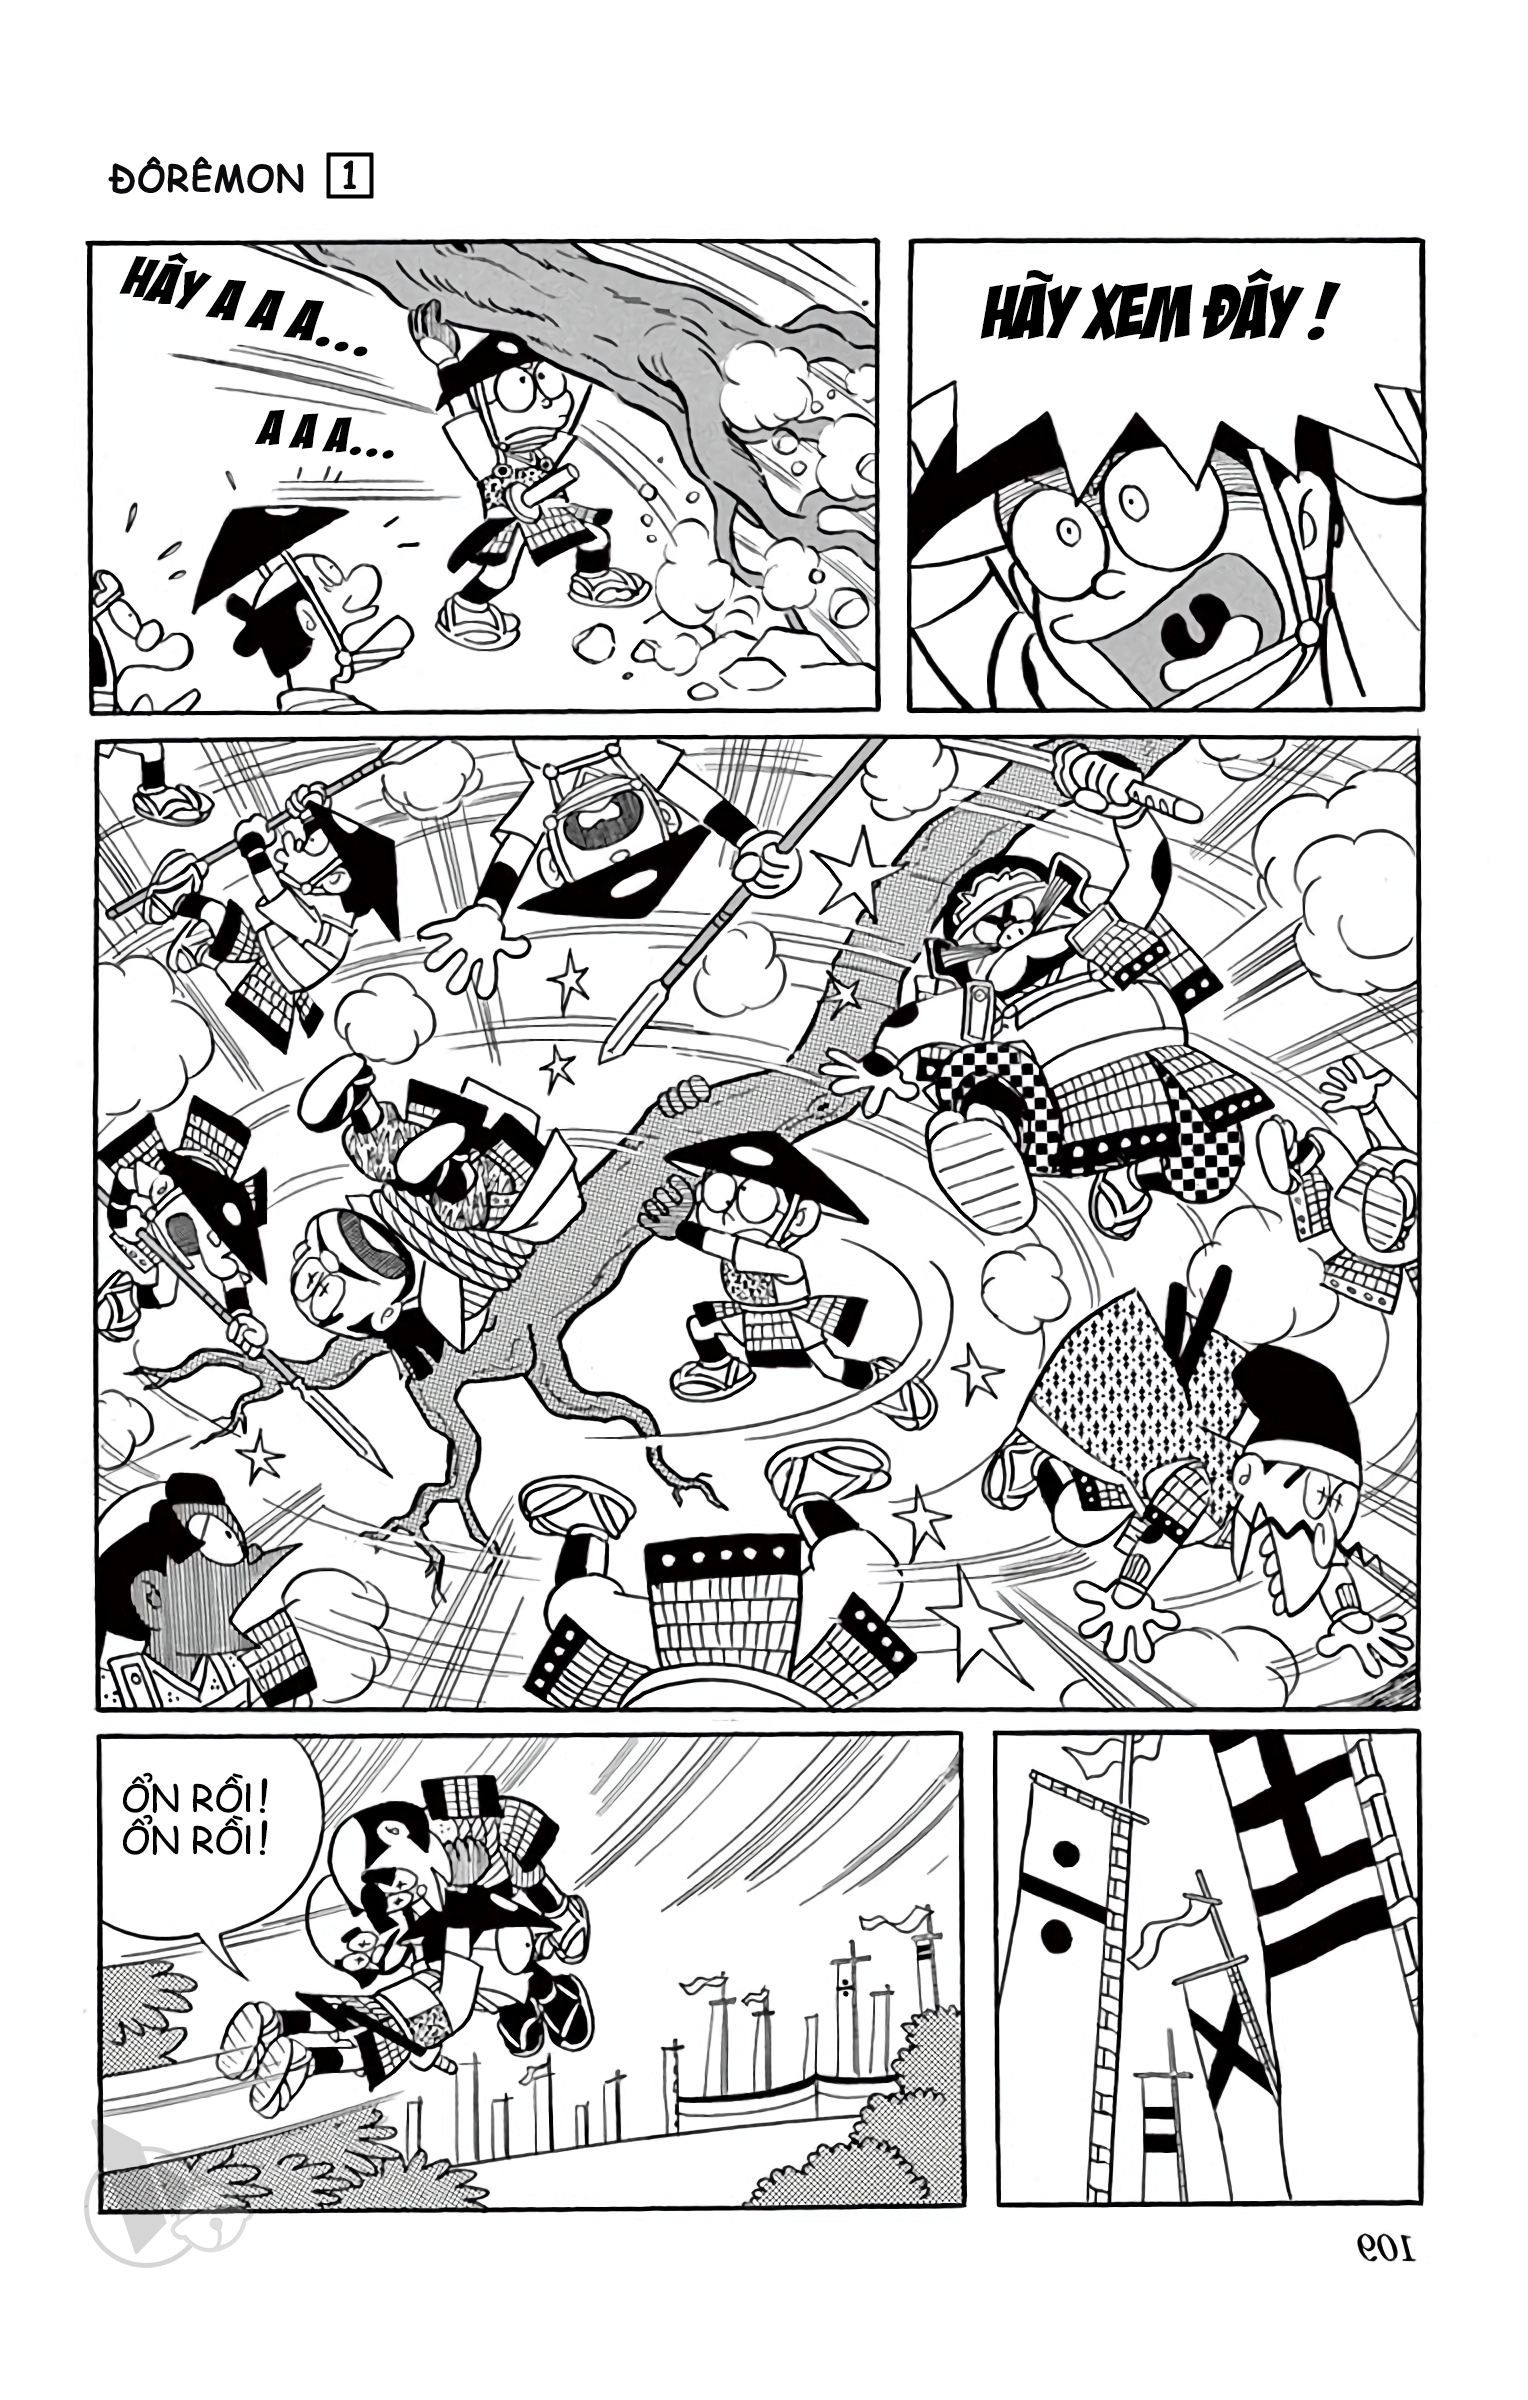 ĐÔRÊMON 1
HÂY A A A...
A A A...
HÃY XEM ĐÂY !
ỔN RỒI!
ỔN RỒI!
109